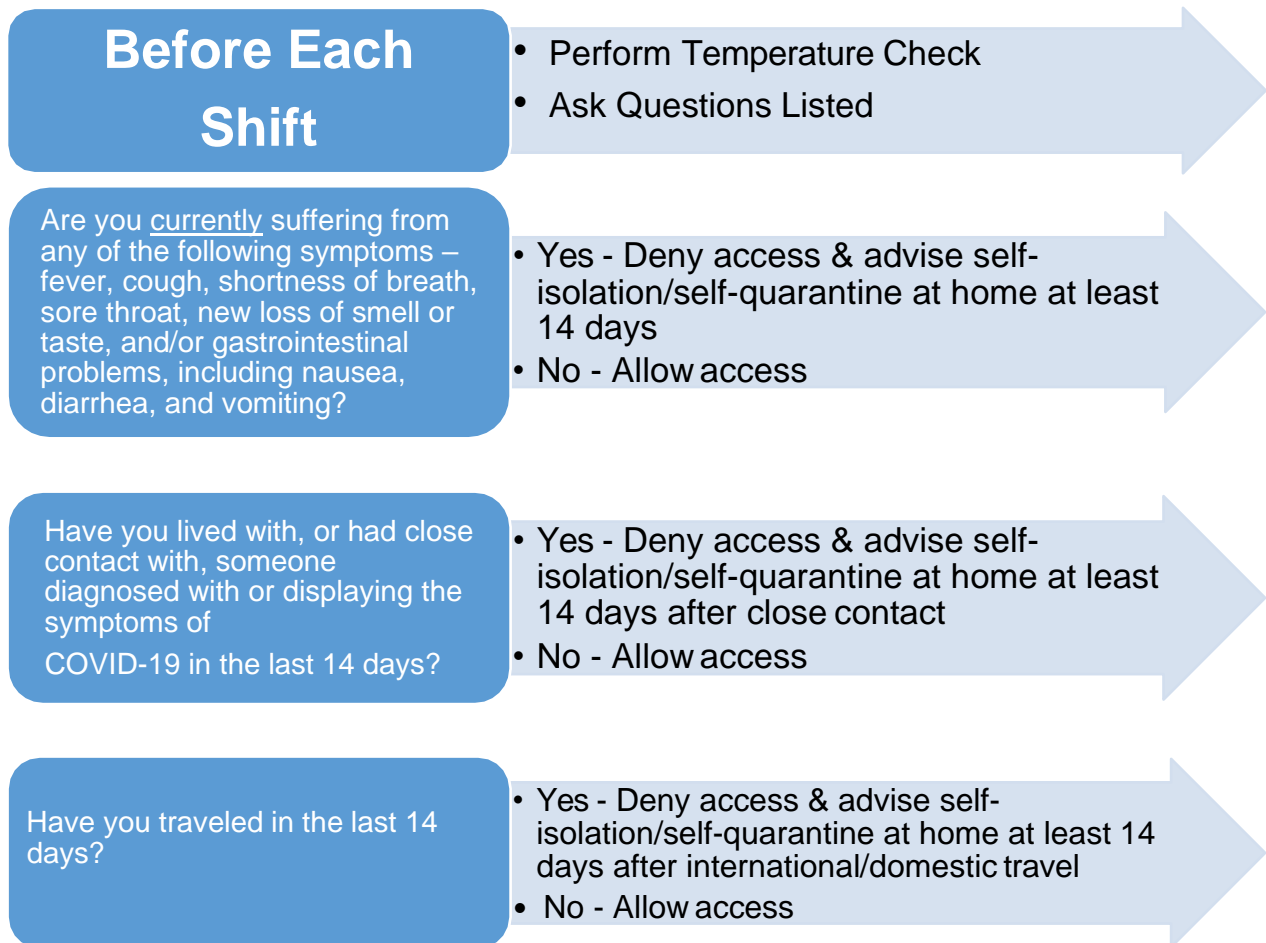 Before Each
Shift
• Perform Temperature Check
• Ask Questions Listed
Are you currently suffering from
any of the following symptoms –
fever, cough, shortness of breath,
sore throat, new loss of smell or
taste, and/or gastrointestinal
problems, including nausea,
diarrhea, and vomiting?
• Yes - Deny access & advise self-
isolation/self-quarantine at home at least
14 days
• No - Allow access
Have you lived with, or had close
contact with, someone
diagnosed with or displaying the
symptoms of
COVID-19 in the last 14 days?
• Yes - Deny access & advise self-
isolation/self-quarantine at home at least
14 days after close contact
• No - Allow access
Have you traveled in the last 14
days?
• Yes - Deny access & advise self-
isolation/self-quarantine at home at least 14
days after international/domestic travel
• No - Allow access